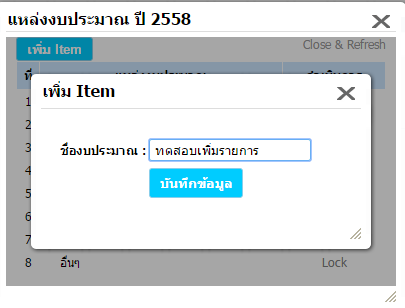 แหล่งงบประมาณ ปี 2558
เพิ่ม Item
Close & Refresh
ที่
เพิ่ม Item
1
2
3
ชื่องบประมาณ :
ทดสอบเพิ่มรายการ
4
บันทึกข้อมูล
5
6
7
8 อื่นๆ Lock